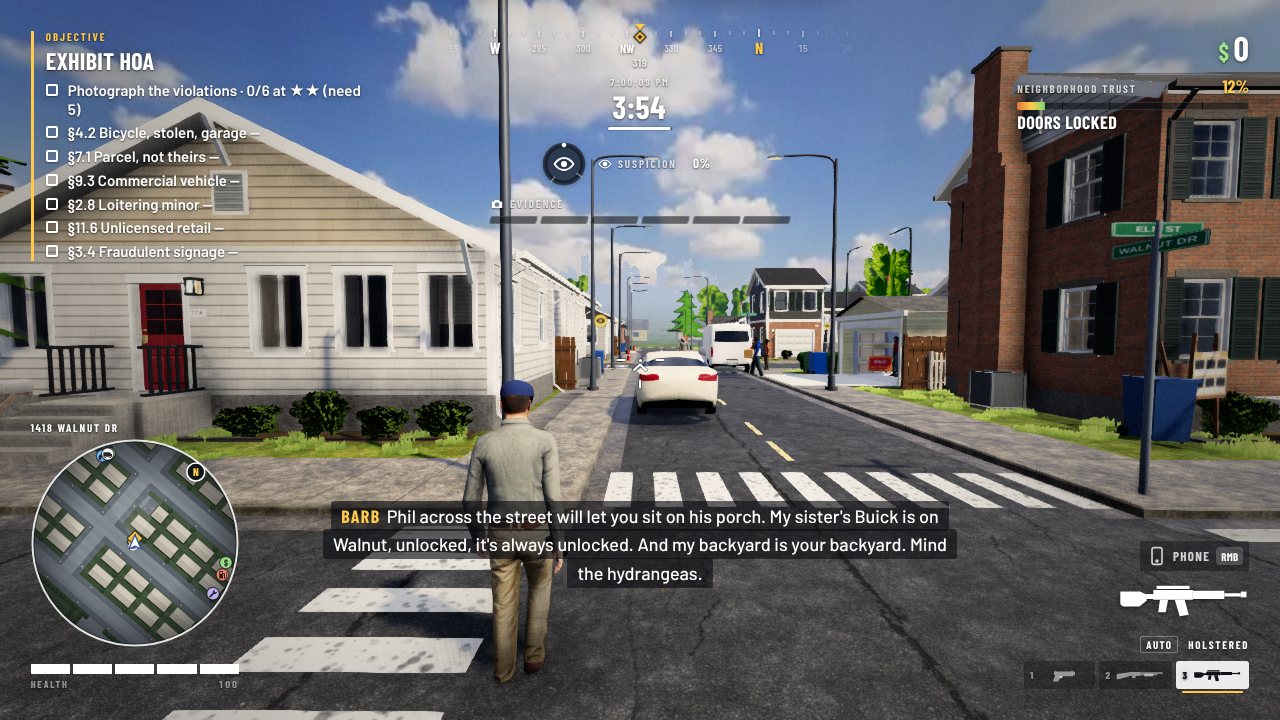 OBJECTIVE
EXHIBIT HOA
Photograph the violations · 0/6 at ★★ (need
5)
§4.2 Bicycle, stolen, garage —
§7.1 Parcel, not theirs —
§9.3 Commercial vehicle —
§2.8 Loitering minor —
§11.6 Unlicensed retail —
§3.4 Fraudulent signage —
W 285 300 NW 330 345 N 15
319
7:00:09 PM
3:54
SUSPICION 0%
EVIDENCE
$0
NEIGHBORHOOD TRUST 12%
DOORS LOCKED
ELM ST
WALNUT DR
1418 WALNUT DR
N
$
BARB Phil across the street will let you sit on his porch. My sister's Buick is on
Walnut, unlocked, it's always unlocked. And my backyard is your backyard. Mind
the hydrangeas.
PHONE RMB
AUTO HOLSTERED
1 2 3
HEALTH 100